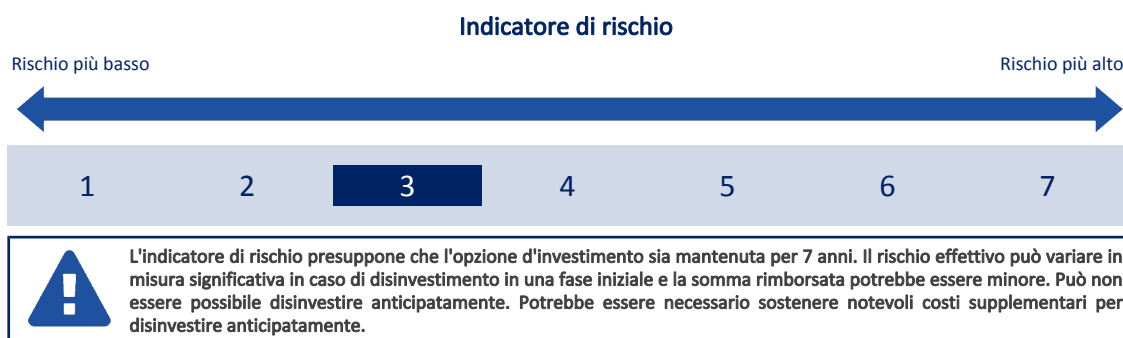 Indicatore di rischio
Rischio più basso
Rischio più alto
1 2 3 4 5 6 7
L'indicatore di rischio presuppone che l'opzione d'investimento sia mantenuta per 7 anni. Il rischio effettivo può variare in
misura significativa in caso di disinvestimento in una fase iniziale e la somma rimborsata potrebbe essere minore. Può non
essere possibile disinvestire anticipatamente. Potrebbe essere necessario sostenere notevoli costi supplementari per
disinvestire anticipatamente.